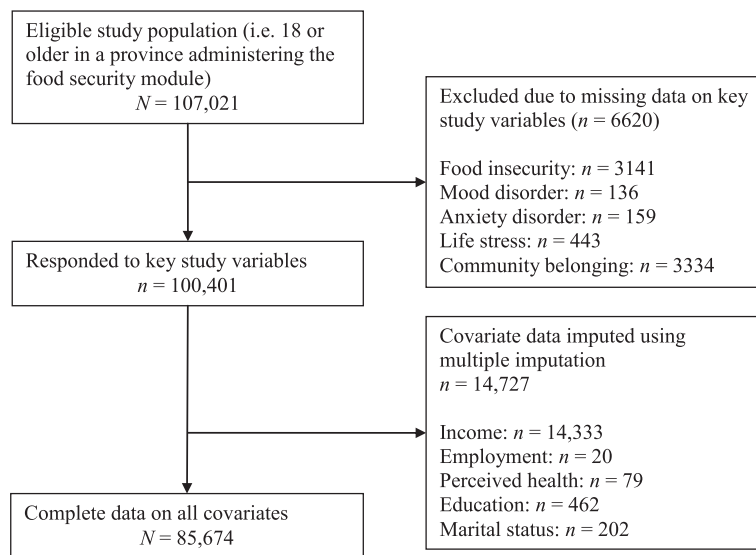 Eligible study population (i.e. 18 or
older in a province administering the
food security module)
N = 107,021
Excluded due to missing data on key
study variables (n = 6620)
Food insecurity: n = 3141
Mood disorder: n = 136
Anxiety disorder: n = 159
Life stress: n = 443
Community belonging: n = 3334
Responded to key study variables
n = 100,401
Covariate data imputed using
multiple imputation
n = 14,727
Income: n = 14,333
Employment: n = 20
Perceived health: n = 79
Education: n = 462
Marital status: n = 202
Complete data on all covariates
N = 85,674